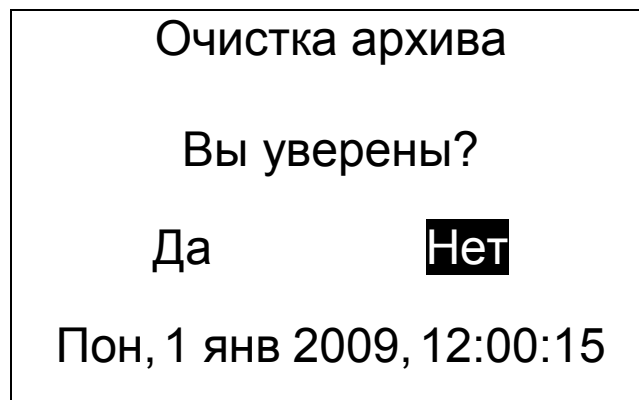 Очистка архива
Вы уверены?
Да Нет
Пон, 1 янв 2009, 12:00:15